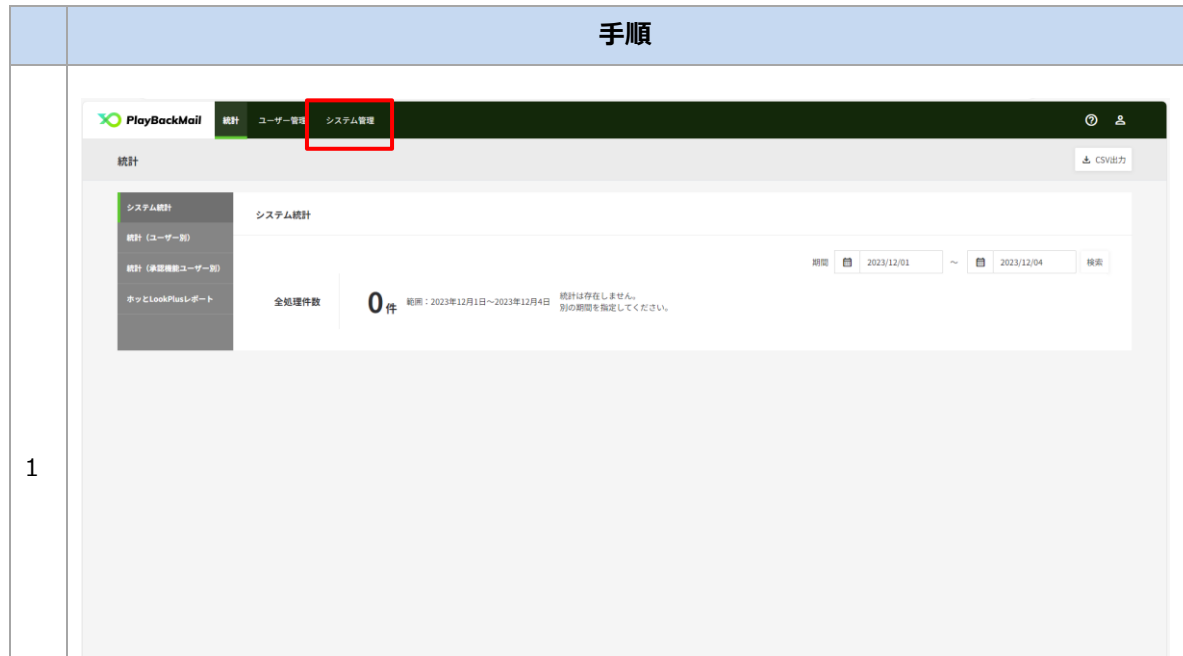 手順
1
PlayBackMail 統計 ユーザー管理 システム管理
統計 CSV出力
システム統計
統計（ユーザー別）
統計（承認機能ユーザー別）
ホッとLookPlusレポート
システム統計
期間 2023/12/01 ～ 2023/12/04 検索
全処理件数 0件 範囲：2023年12月1日～2023年12月4日 統計は存在しません。
別の期間を指定してください。